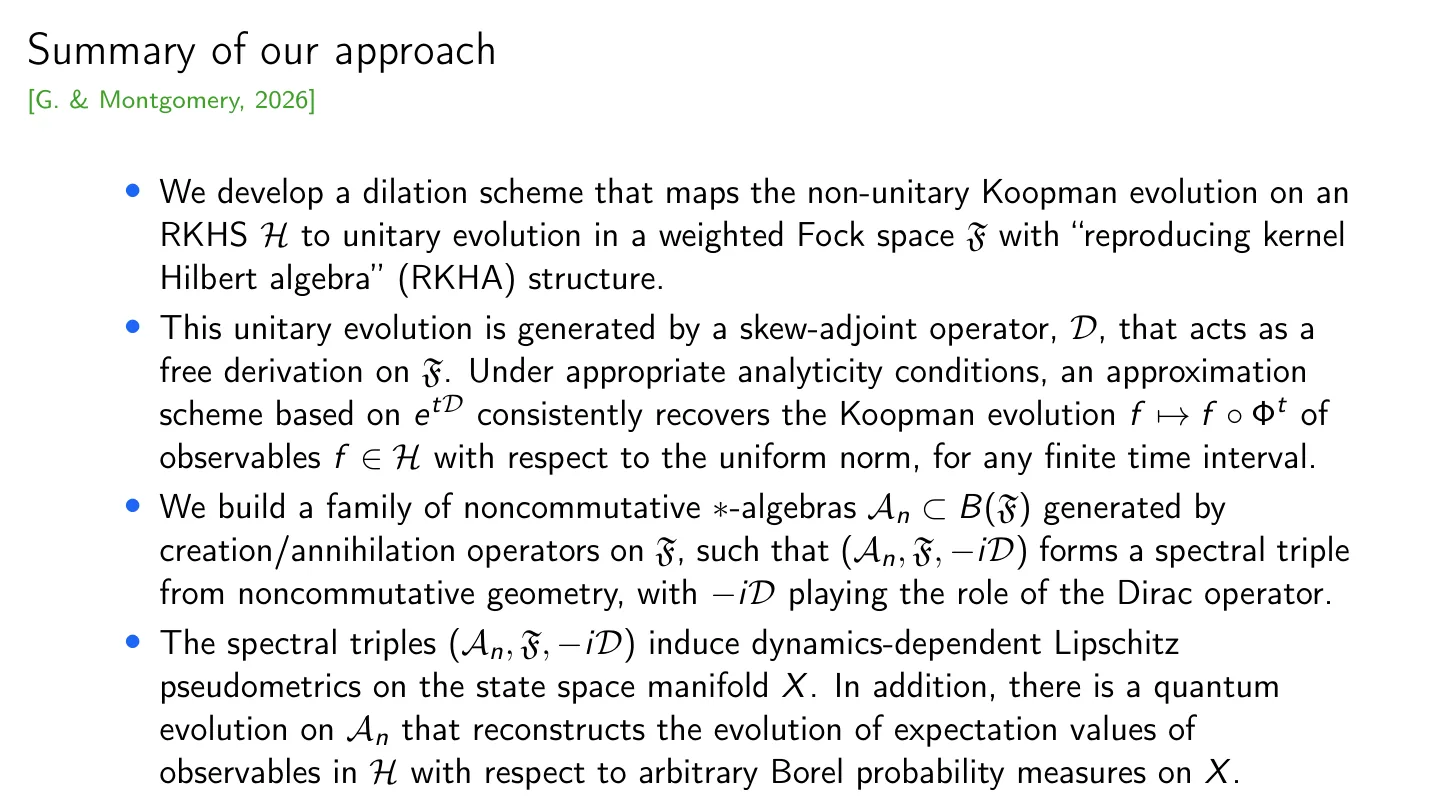 Summary of our approach
[G. & Montgomery, 2026]
• We develop a dilation scheme that maps the non-unitary Koopman evolution on an
RKHS ℋ to unitary evolution in a weighted Fock space 𝔉 with “reproducing kernel
Hilbert algebra” (RKHA) structure.
• This unitary evolution is generated by a skew-adjoint operator, 𝒟, that acts as a
free derivation on 𝔉. Under appropriate analyticity conditions, an approximation
scheme based on e^{t𝒟} consistently recovers the Koopman evolution f ↦ f ∘ Φ^t of
observables f ∈ ℋ with respect to the uniform norm, for any finite time interval.
• We build a family of noncommutative ∗-algebras 𝒜_n ⊂ B(𝔉) generated by
creation/annihilation operators on 𝔉, such that (𝒜_n, 𝔉, −i𝒟) forms a spectral triple
from noncommutative geometry, with −i𝒟 playing the role of the Dirac operator.
• The spectral triples (𝒜_n, 𝔉, −i𝒟) induce dynamics-dependent Lipschitz
pseudometrics on the state space manifold X. In addition, there is a quantum
evolution on 𝒜_n that reconstructs the evolution of expectation values of
observables in ℋ with respect to arbitrary Borel probability measures on X.